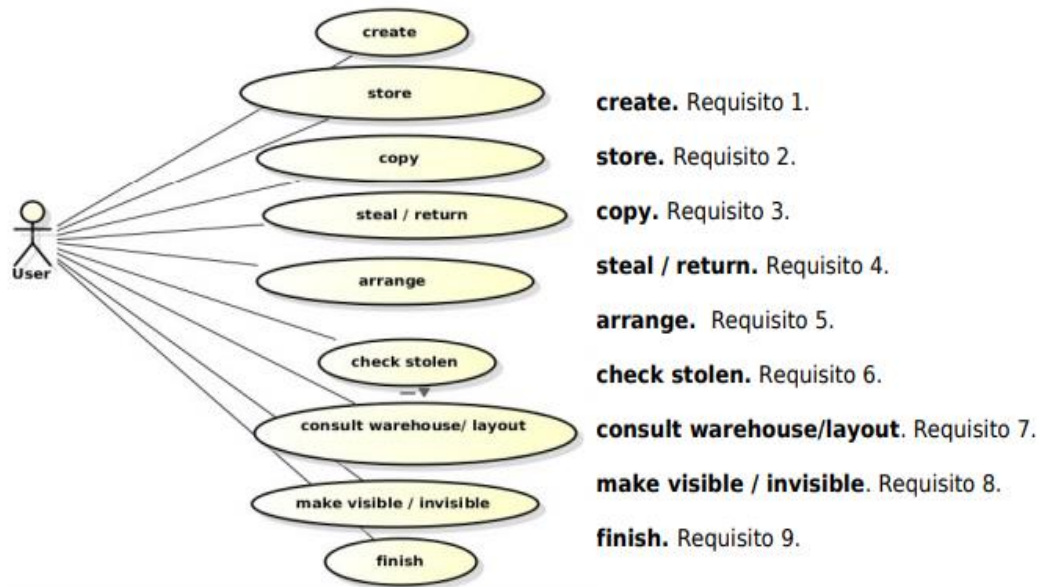 create
store
copy
steal / return
User
arrange
check stolen
consult warehouse/ layout
make visible / invisible
finish
create. Requisito 1.
store. Requisito 2.
copy. Requisito 3.
steal / return. Requisito 4.
arrange. Requisito 5.
check stolen. Requisito 6.
consult warehouse/layout. Requisito 7.
make visible / invisible. Requisito 8.
finish. Requisito 9.